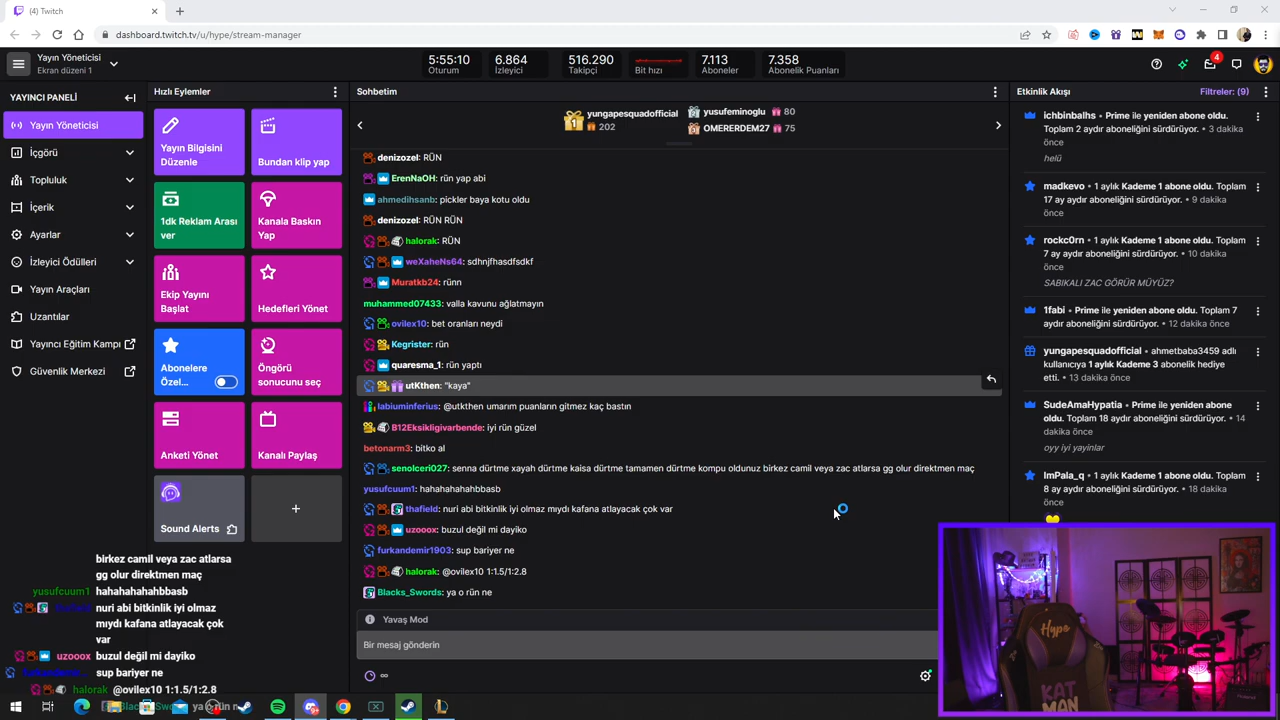 (4) Twitch
dashboard.twitch.tv/u/hype/stream-manager
Yayın Yöneticisi
Ekran düzeni 1
5:55:10
Oturum
6.864
İzleyici
516.290
Takipçi
Bit hızı
7.113
Aboneler
7.358
Abonelik Puanları
4
YAYINCI PANELİ
Yayın Yöneticisi
İçgörü
Topluluk
İçerik
Ayarlar
İzleyici Ödülleri
Yayın Araçları
Uzantılar
Yayıncı Eğitim Kampı
Güvenlik Merkezi
Hızlı Eylemler
Yayın Bilgisini
Düzenle
Bundan klip yap
1dk Reklam Arası
ver
Kanala Baskın
Yap
Ekip Yayını
Başlat
Hedefleri Yönet
Abonelere
Özel...
Öngörü
sonucunu seç
Anketi Yönet
Kanalı Paylaş
Sound Alerts
Sohbetim
1 yungapesquadofficial
202
2 yusufeminoglu 80
3 OMERERDEM27 75
denizozel: RÜN
ErenNaOH: rün yap abi
ahmedihsanb: pickler baya kotu oldu
denizozel: RÜN RÜN
halorak: RÜN
weXaheNs64: sdhnjfhasdfsdkf
Muratkb24: rünn
muhammed07433: valla kavunu ağlatmayın
ovilex10: bet oranları neydi
Kegrister: rün
quaresma_1: rün yaptı
utKthen: "kaya"
labiuminferius: @utkthen umarım puanların gitmez kaç bastın
B12Eksikligivarbende: iyi rün güzel
betonarm3: bitko al
senolceri027: senna dürtme xayah dürtme kaisa dürtme tamamen dürtme kompu oldunuz birkez camil veya zac atlarsa gg olur direktmen maç
yusufcuum1: hahahahahahbbasb
thafield: nuri abi bitkinlik iyi olmaz mıydı kafana atlayacak çok var
uzooox: buzul değil mi dayiko
furkandemir1903: sup bariyer ne
halorak: @ovilex10 1:1.5/1:2.8
Blacks_Swords: ya o rün ne
Yavaş Mod
Bir mesaj gönderin
∞
Etkinlik Akışı
Filtreler: (9)
ichbinbalhs • Prime ile yeniden abone oldu.
Toplam 2 aydır aboneliğini sürdürüyor. • 3 dakika
önce
helü
madkevo • 1 aylık Kademe 1 abone oldu. Toplam
17 ay aydır aboneliğini sürdürüyor. • 9 dakika
önce
rockc0rn • 1 aylık Kademe 1 abone oldu. Toplam
7 ay aydır aboneliğini sürdürüyor. • 10 dakika
önce
SABIKALI ZAC GÖRÜR MÜYÜZ?
1fabi • Prime ile yeniden abone oldu. Toplam 7
aydır aboneliğini sürdürüyor. • 12 dakika önce
yungapesquadofficial • ahmetbaba3459 adlı
kullanıcıya 1 aylık Kademe 3 abonelik hediye
etti. • 13 dakika önce
SudeAmaHypatia • Prime ile yeniden abone
oldu. Toplam 18 aydır aboneliğini sürdürüyor. • 14
dakika önce
oyy iyi yayinlar
ImPala_q • 1 aylık Kademe 1 abone oldu. Toplam
8 ay aydır aboneliğini sürdürüyor. • 18 dakika
önce
birkez camil veya zac atlarsa
gg olur direktmen maç
yusufcuum1 hahahahahahbbasb
thafield nuri abi bitkinlik iyi olmaz
mıydı kafana atlayacak çok
var
uzooox buzul değil mi dayiko
sup bariyer ne
halorak @ovilex10 1:1.5/1:2.8
Hype
KAT
MAN